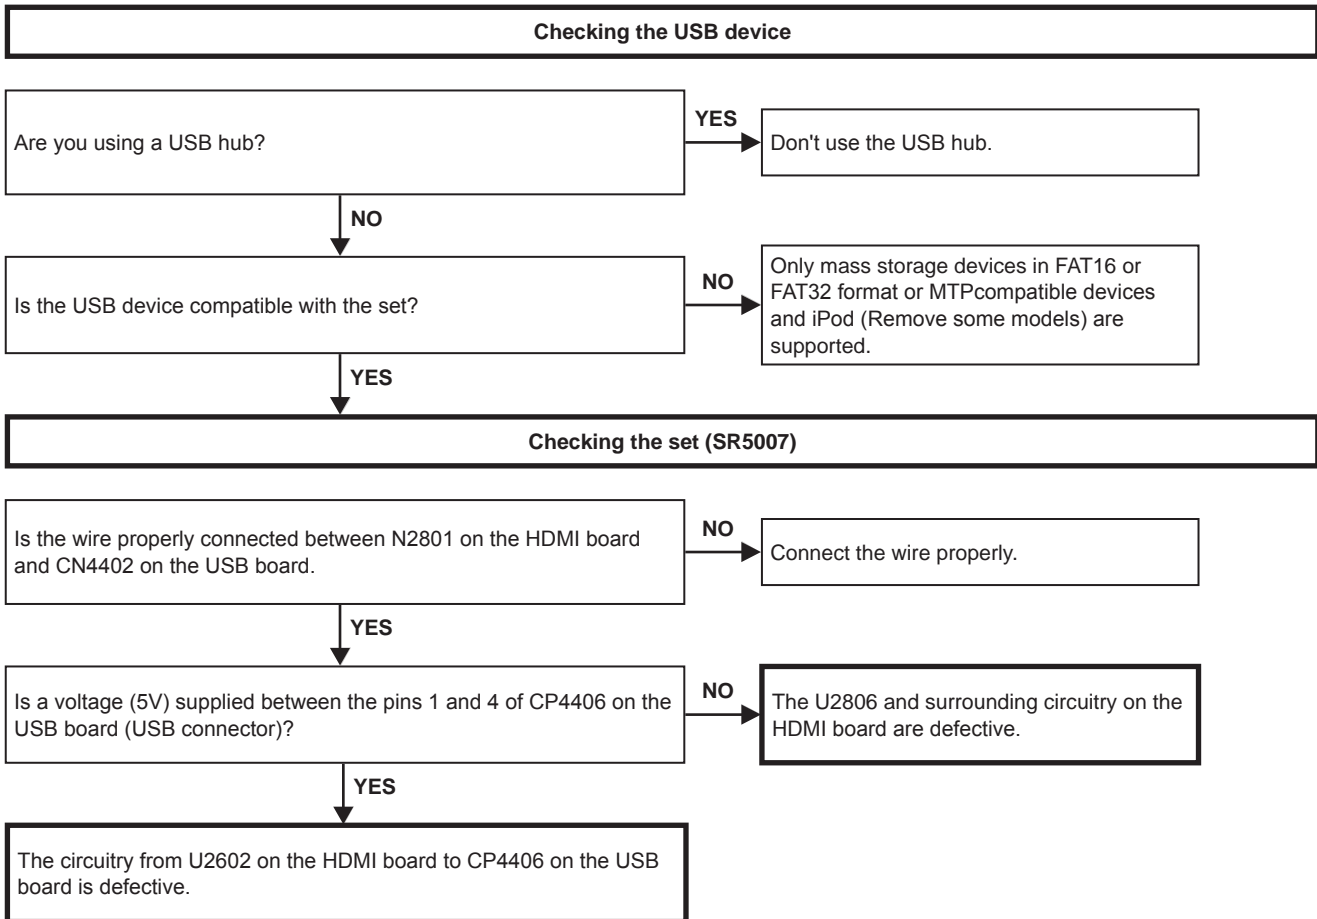 Checking the USB device
Are you using a USB hub?
YES
Don't use the USB hub.
NO
Is the USB device compatible with the set?
NO
Only mass storage devices in FAT16 or
FAT32 format or MTPcompatible devices
and iPod (Remove some models) are
supported.
YES
Checking the set (SR5007)
Is the wire properly connected between N2801 on the HDMI board
and CN4402 on the USB board.
NO
Connect the wire properly.
YES
Is a voltage (5V) supplied between the pins 1 and 4 of CP4406 on the
USB board (USB connector)?
NO
The U2806 and surrounding circuitry on the
HDMI board are defective.
YES
The circuitry from U2602 on the HDMI board to CP4406 on the USB
board is defective.